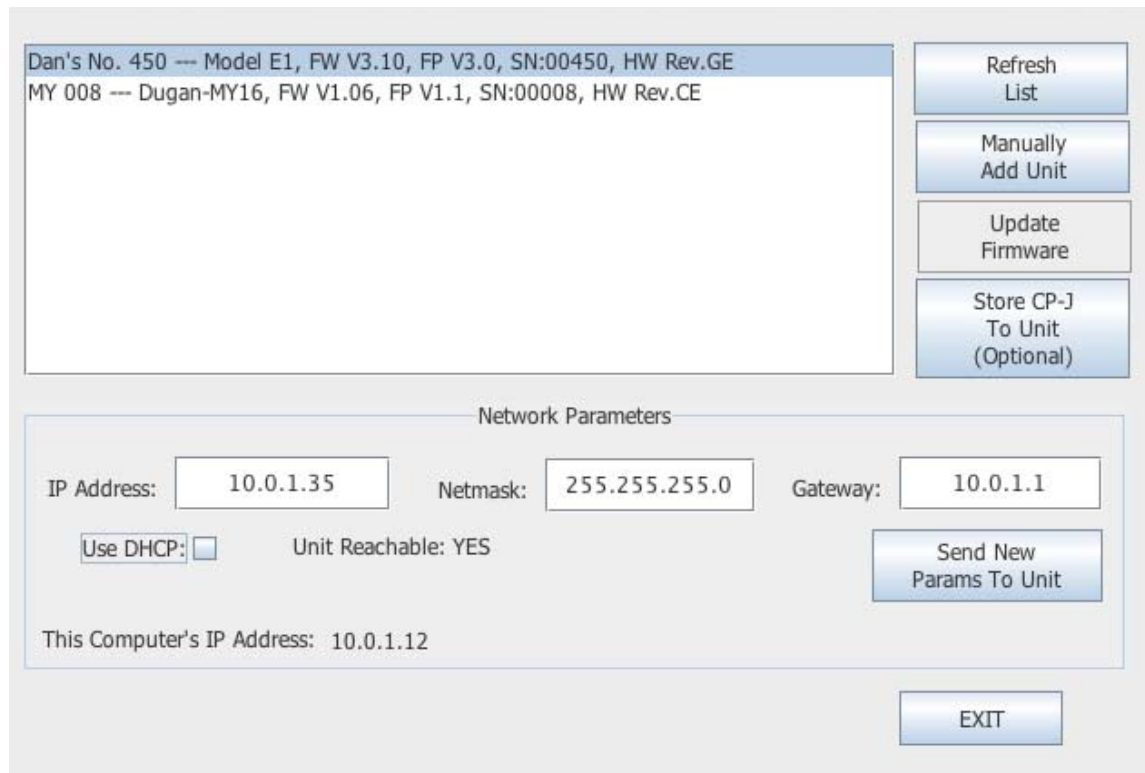 Dan's No. 450 --- Model E1, FW V3.10, FP V3.0, SN:00450, HW Rev.GE
MY 008 --- Dugan-MY16, FW V1.06, FP V1.1, SN:00008, HW Rev.CE
Refresh
List
Manually
Add Unit
Update
Firmware
Store CP-J
To Unit
(Optional)
Network Parameters
IP Address: 10.0.1.35 Netmask: 255.255.255.0 Gateway: 10.0.1.1
Use DHCP: Unit Reachable: YES
Send New
Params To Unit
This Computer's IP Address: 10.0.1.12
EXIT